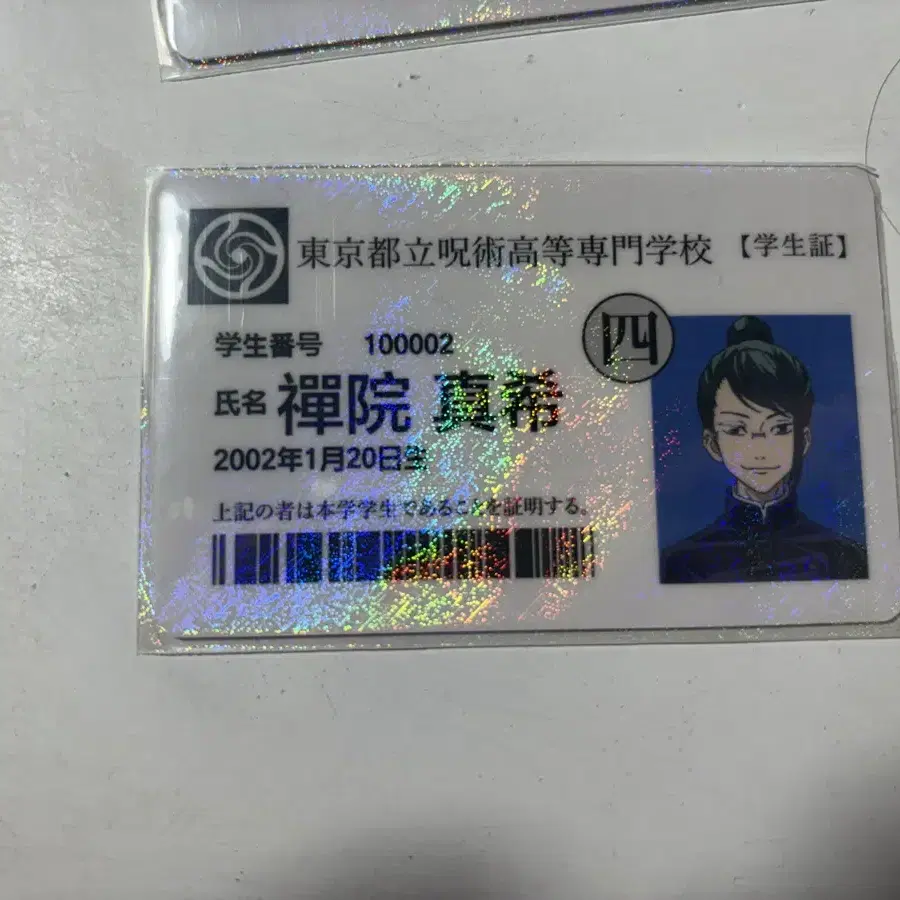 東京都立呪術高等専門学校 【学生証】
四
学生番号 100002
氏名 禪院 真希
2002年1月20日生
上記の者は本学学生であることを証明する。